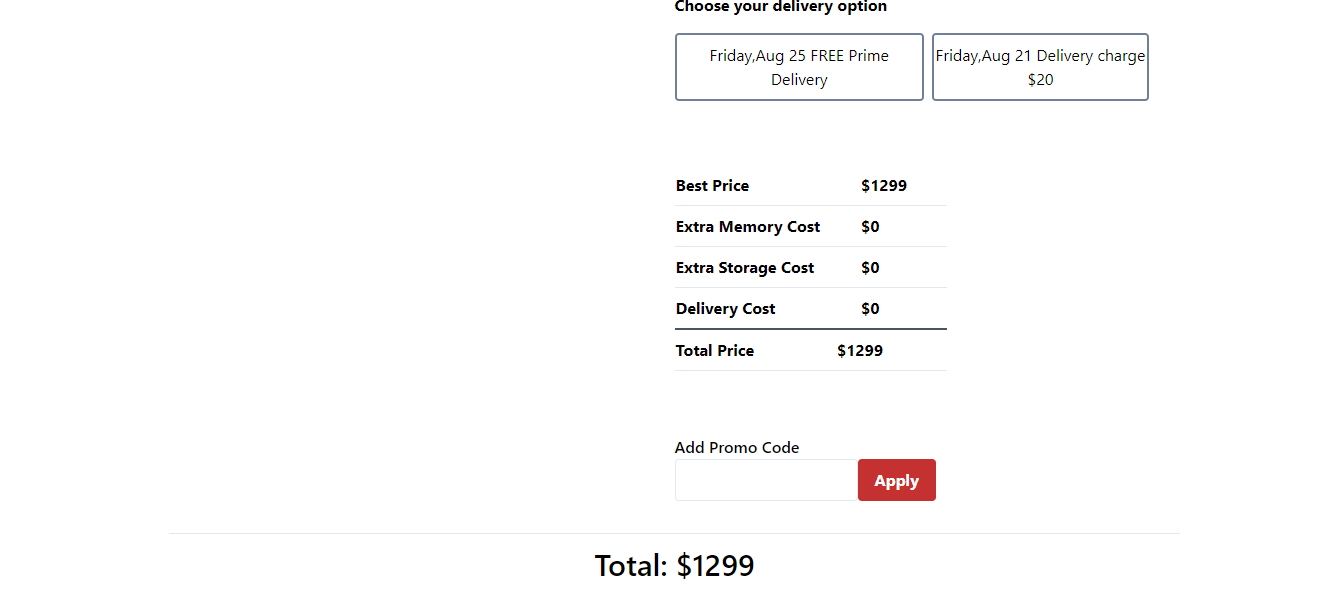 Choose your delivery option
Friday,Aug 25 FREE Prime
Delivery
Friday,Aug 21 Delivery charge
$20
Best Price $1299
Extra Memory Cost $0
Extra Storage Cost $0
Delivery Cost $0
Total Price $1299
Add Promo Code
Apply
Total: $1299